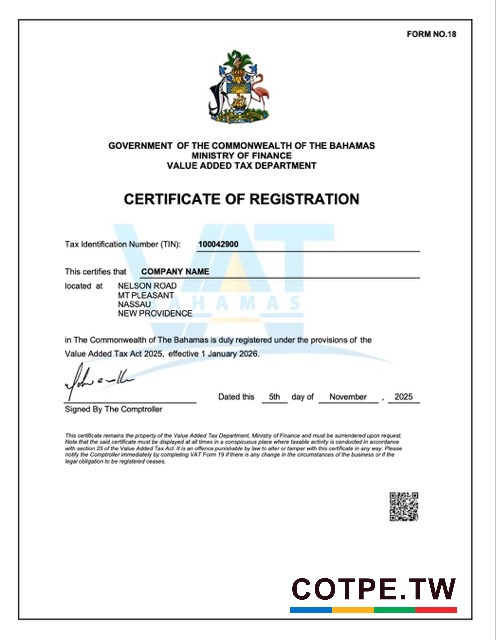 FORM NO.18
GOVERNMENT OF THE COMMONWEALTH OF THE BAHAMAS
MINISTRY OF FINANCE
VALUE ADDED TAX DEPARTMENT
CERTIFICATE OF REGISTRATION
VAT
BAHAMAS
Tax Identification Number (TIN): 100042900
This certifies that COMPANY NAME
located at NELSON ROAD
MT PLEASANT
NASSAU
NEW PROVIDENCE
in The Commonwealth of The Bahamas is duly registered under the provisions of the
Value Added Tax Act 2025, effective 1 January 2026.
Dated this 5th day of November , 2025
Signed By The Comptroller
This certificate remains the property of the Value Added Tax Department, Ministry of Finance and must be surrendered upon request.
Note that the said certificate must be displayed at all times in a conspicuous place where taxable activity is conducted in accordance
with section 25 of the Value Added Tax Act. It is an offence punishable by law to alter or tamper with this certificate in any way. Please
notify the Comptroller immediately by completing VAT Form 19 if there is any change in the circumstances of the business or if the
legal obligation to be registered ceases.
COTPE.TW